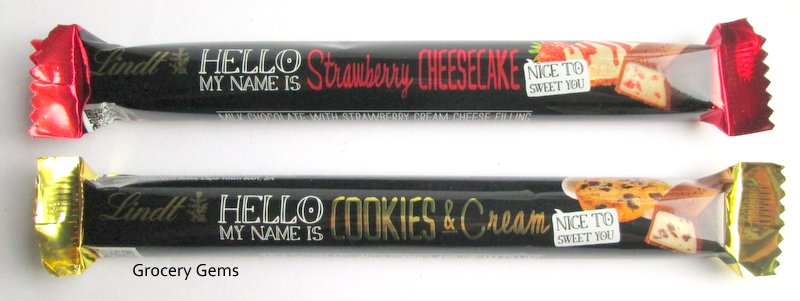 Lindt
HELLO
MY NAME IS
Strawberry CHEESECAKE
NICE TO
SWEET YOU
MILK CHOCOLATE WITH STRAWBERRY CREAM CHEESE FILLING
Lindt
HELLO
MY NAME IS
COOKIES & Cream
NICE TO
SWEET YOU
Grocery Gems